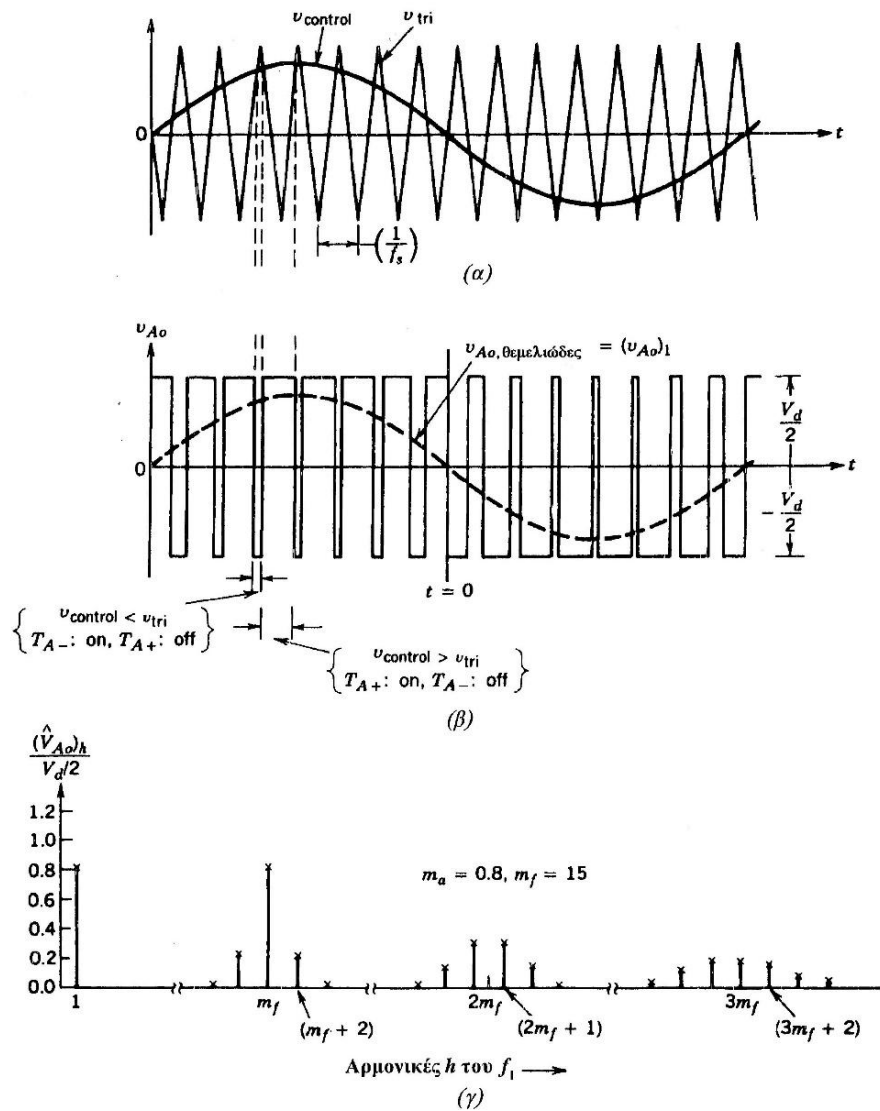 υcontrol
υtri
0
t
(1/fs)
(α)
υAo
υAo, θεμελιώδες = (υAo)1
0
t
Vd/2
-Vd/2
t = 0
υcontrol < υtri
TA−: on, TA+: off
υcontrol > υtri
TA+: on, TA−: off
(β)
(V̂Ao)h
Vd/2
1.2
1.0
0.8
0.6
0.4
0.2
0.0
ma = 0.8, mf = 15
1
mf
2mf
3mf
(mf + 2)
(2mf + 1)
(3mf + 2)
Αρμονικές h του f1
(γ)